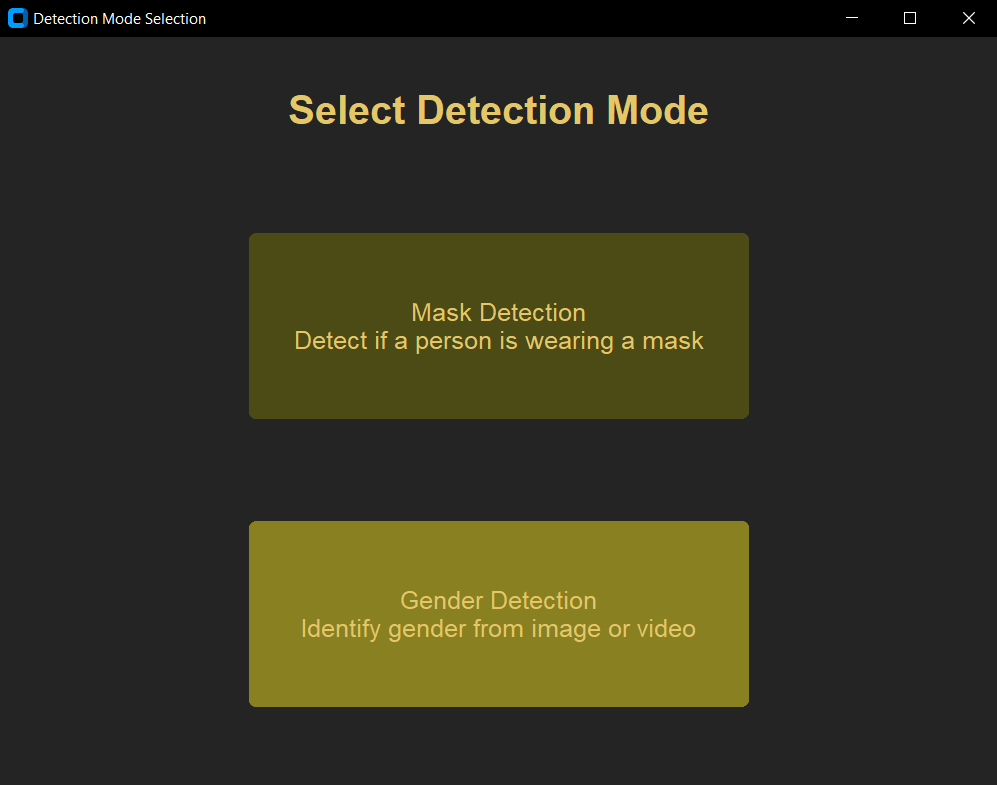 Detection Mode Selection
Select Detection Mode
Mask Detection
Detect if a person is wearing a mask
Gender Detection
Identify gender from image or video